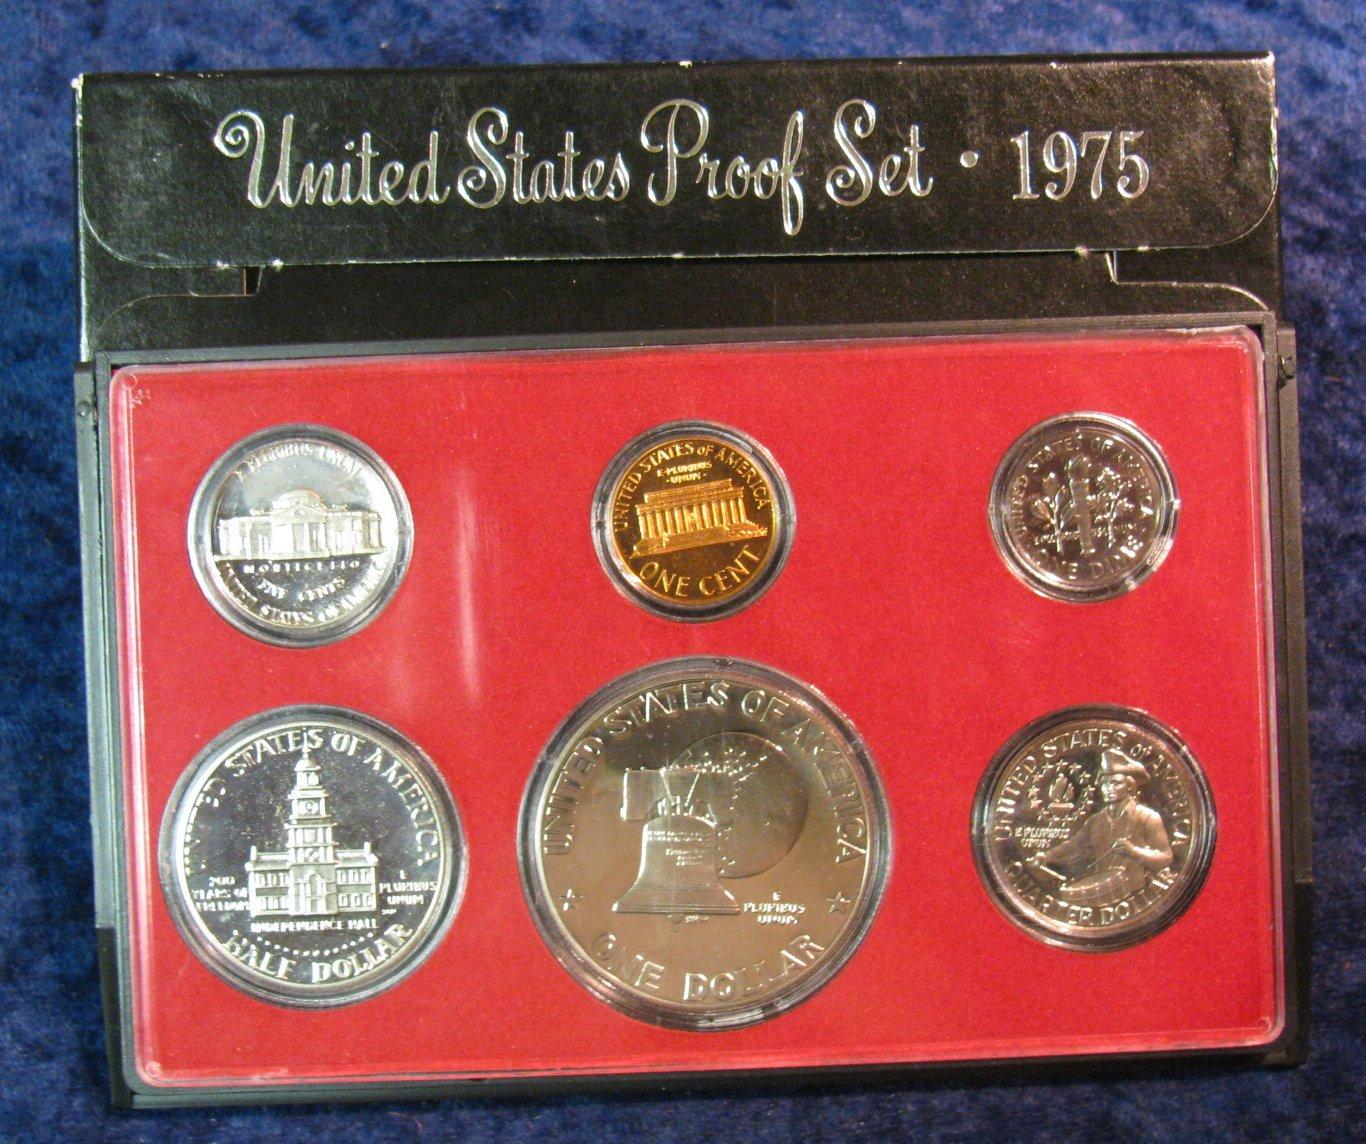 United States Proof Set · 1975
E PLURIBUS UNUM
MONTICELLO
FIVE CENTS
UNITED STATES OF AMERICA
UNITED STATES OF AMERICA
E PLURIBUS
·UNUM·
ONE CENT
UNITED STATES OF AMERICA
ONE DIME
UNITED STATES OF AMERICA
200
YEARS OF
FREEDOM
E
PLURIBUS
UNUM
INDEPENDENCE HALL
HALF DOLLAR
UNITED STATES OF AMERICA
E
PLURIBUS
UNUM
ONE DOLLAR
UNITED STATES OF AMERICA
E PLURIBUS
UNUM
QUARTER DOLLAR